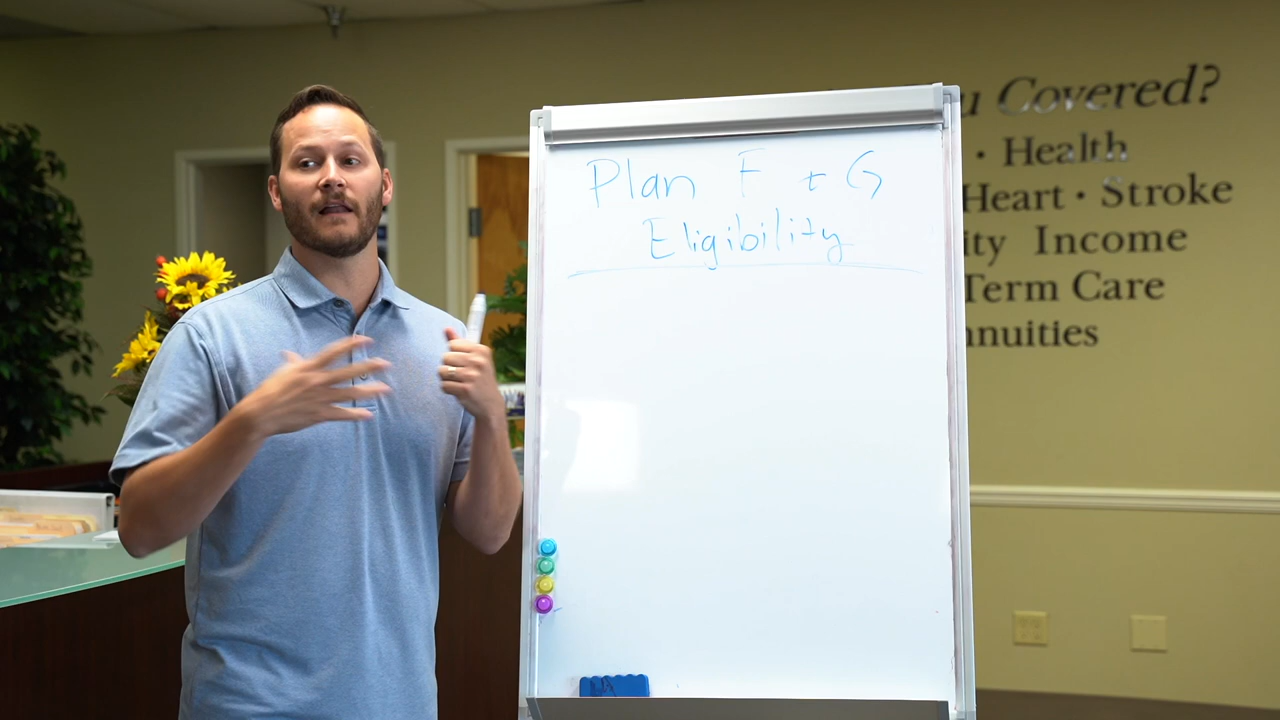 Plan F + G
Eligibility
u Covered?
· Health
Heart · Stroke
ity Income
Term Care
nnuities